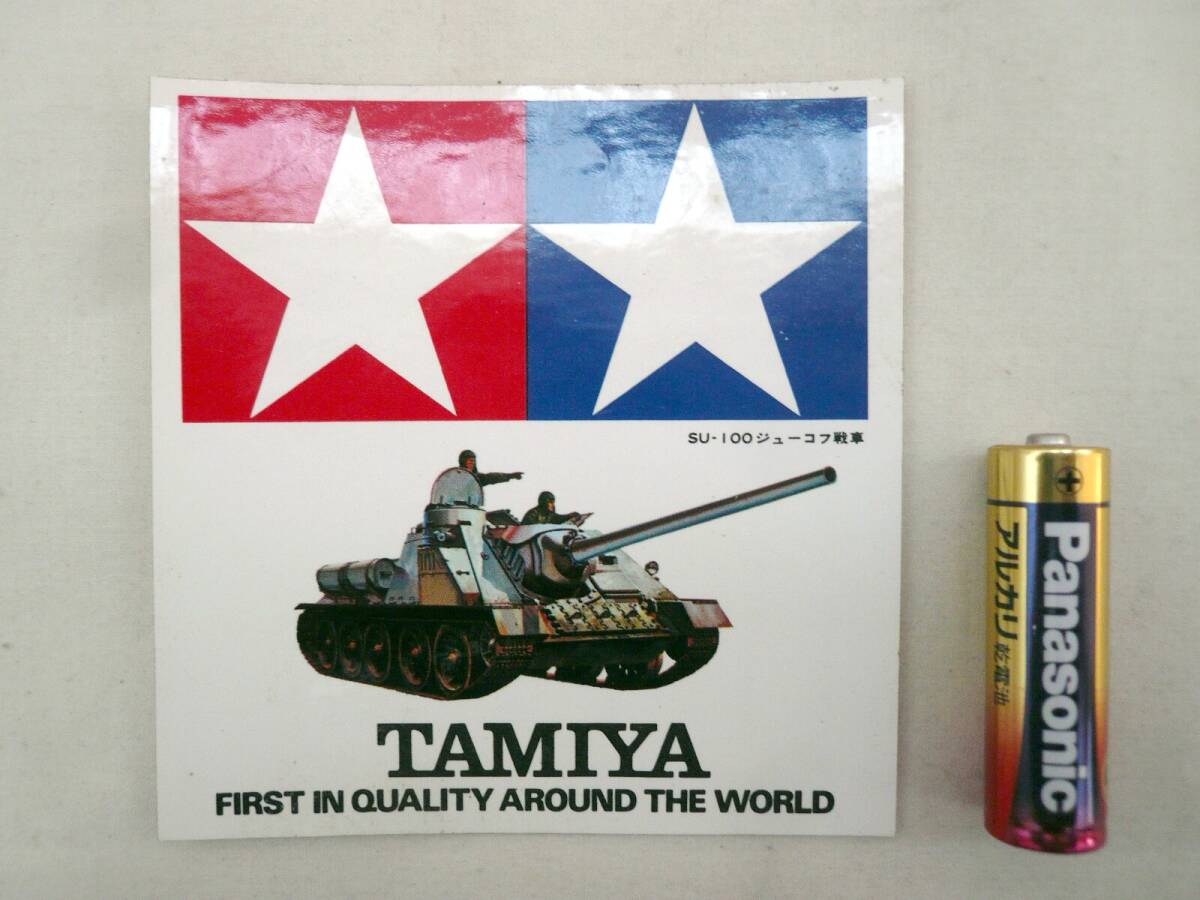 SU-100ジューコフ戦車
TAMIYA
FIRST IN QUALITY AROUND THE WORLD
Panasonic
アルカリ乾電池